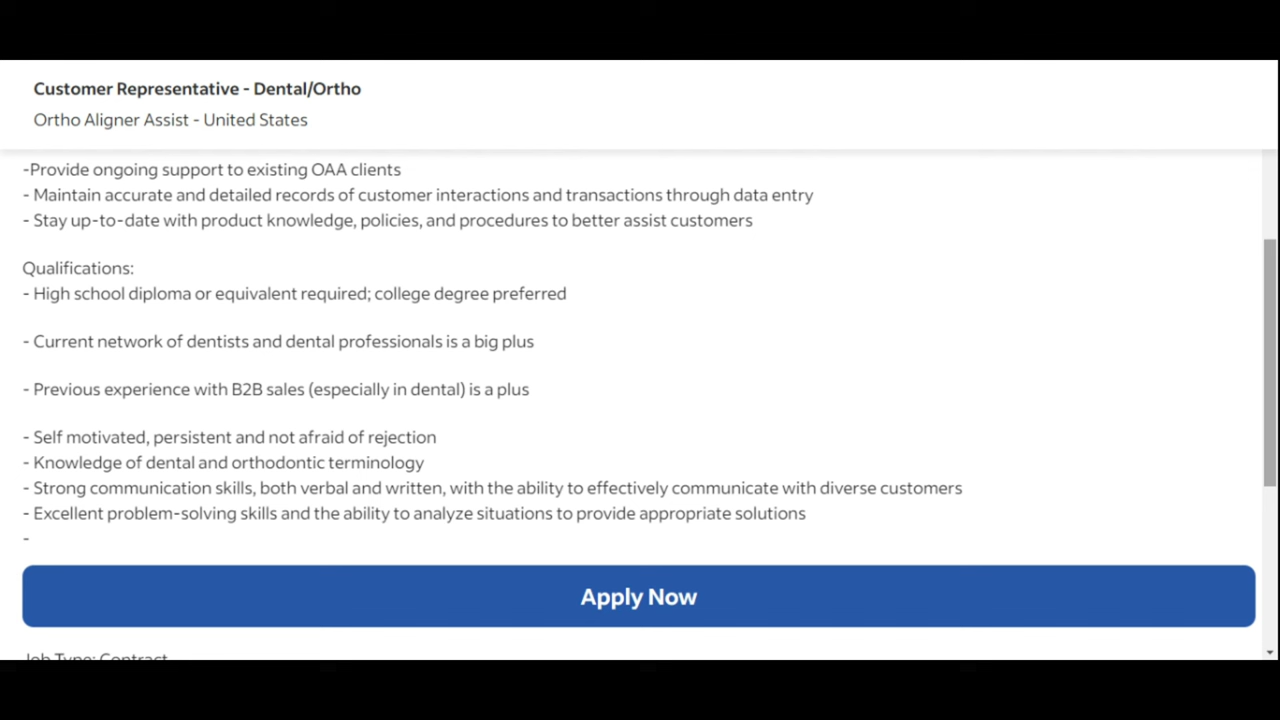 Customer Representative - Dental/Ortho
Ortho Aligner Assist - United States
-Provide ongoing support to existing OAA clients
- Maintain accurate and detailed records of customer interactions and transactions through data entry
- Stay up-to-date with product knowledge, policies, and procedures to better assist customers
Qualifications:
- High school diploma or equivalent required; college degree preferred
- Current network of dentists and dental professionals is a big plus
- Previous experience with B2B sales (especially in dental) is a plus
- Self motivated, persistent and not afraid of rejection
- Knowledge of dental and orthodontic terminology
- Strong communication skills, both verbal and written, with the ability to effectively communicate with diverse customers
- Excellent problem-solving skills and the ability to analyze situations to provide appropriate solutions
-
Apply Now
Job Type: Contract